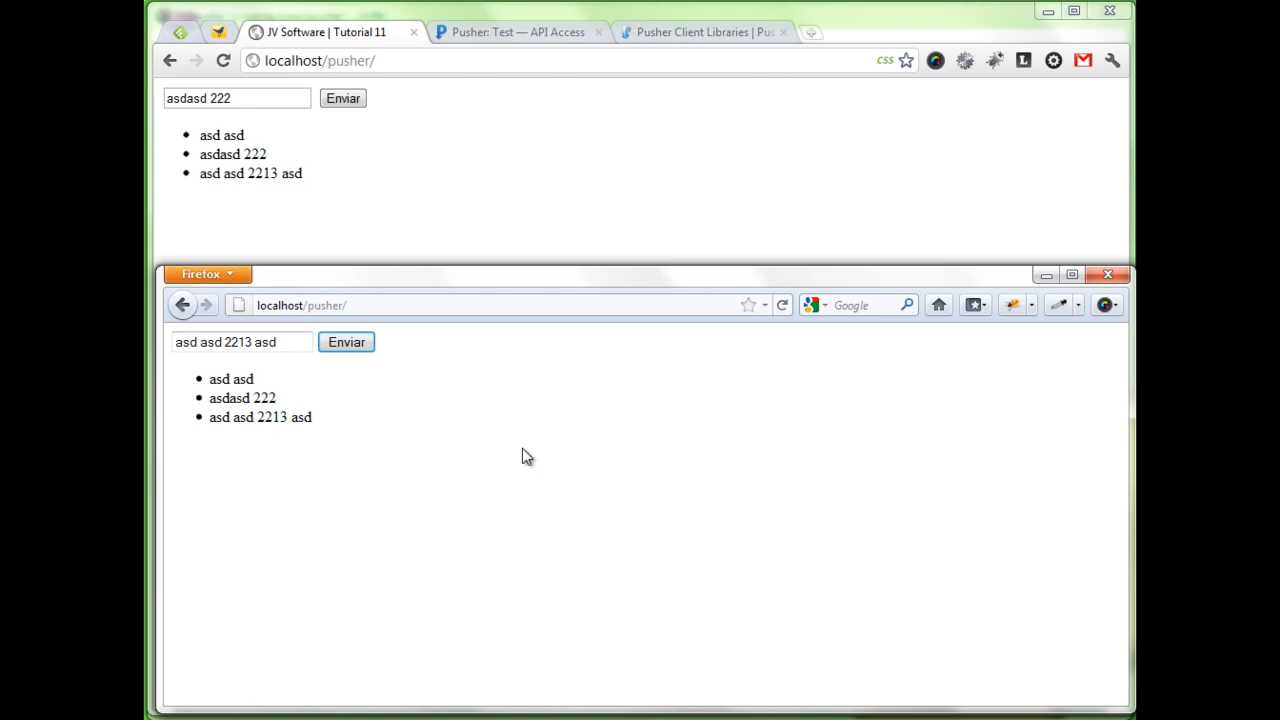 JV Software | Tutorial 11
Pusher: Test — API Access
Pusher Client Libraries | Pus
localhost/pusher/
css
L
asdasd 222
Enviar
asd asd
asdasd 222
asd asd 2213 asd
Firefox
localhost/pusher/
Google
asd asd 2213 asd
Enviar
asd asd
asdasd 222
asd asd 2213 asd